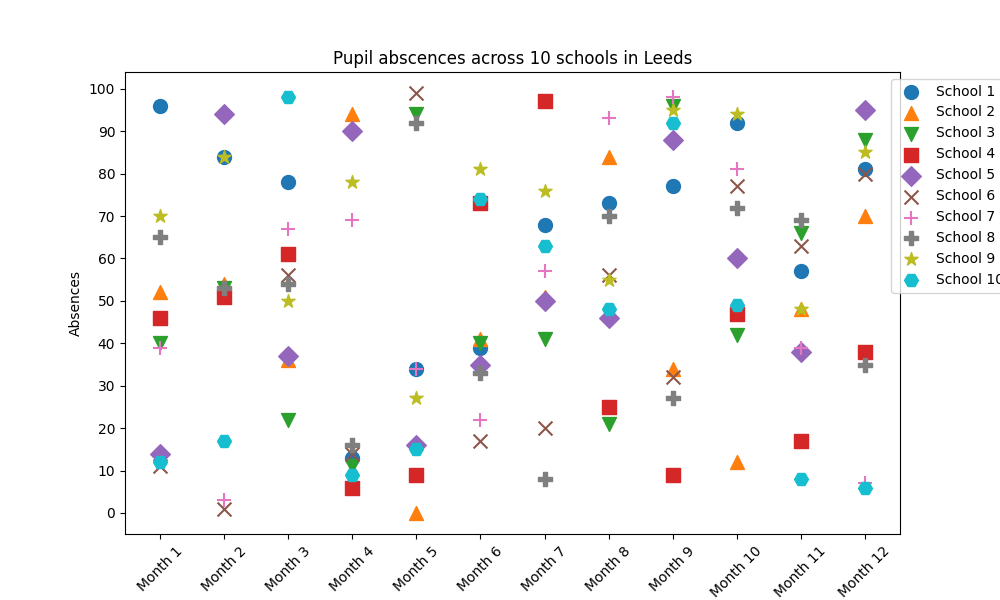 Pupil abscences across 10 schools in Leeds
Absences
100
90
80
70
60
50
40
30
20
10
0
Month 1
Month 2
Month 3
Month 4
Month 5
Month 6
Month 7
Month 8
Month 9
Month 10
Month 11
Month 12
School 1
School 2
School 3
School 4
School 5
School 6
School 7
School 8
School 9
School 10